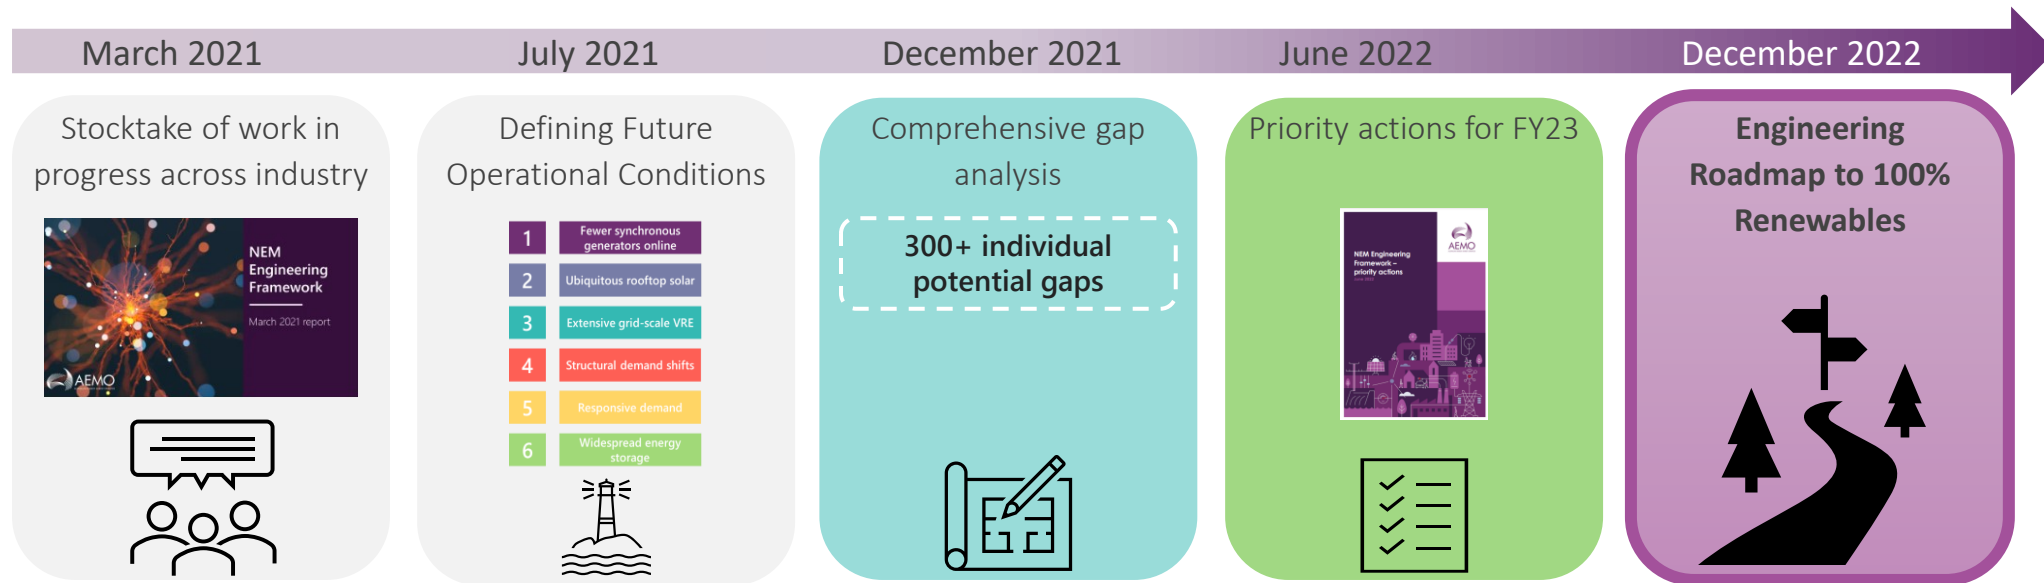 March 2021
July 2021
December 2021
June 2022
December 2022
Stocktake of work in
progress across industry
NEM
Engineering
Framework
March 2021 report
AEMO
Defining Future
Operational Conditions
1
Fewer synchronous
generators online
2
Ubiquitous rooftop solar
3
Extensive grid-scale VRE
4
Structural demand shifts
5
Responsive demand
6
Widespread energy
storage
Comprehensive gap
analysis
300+ individual
potential gaps
Priority actions for FY23
AEMO
NEM Engineering
Framework –
priority actions
Engineering
Roadmap to 100%
Renewables